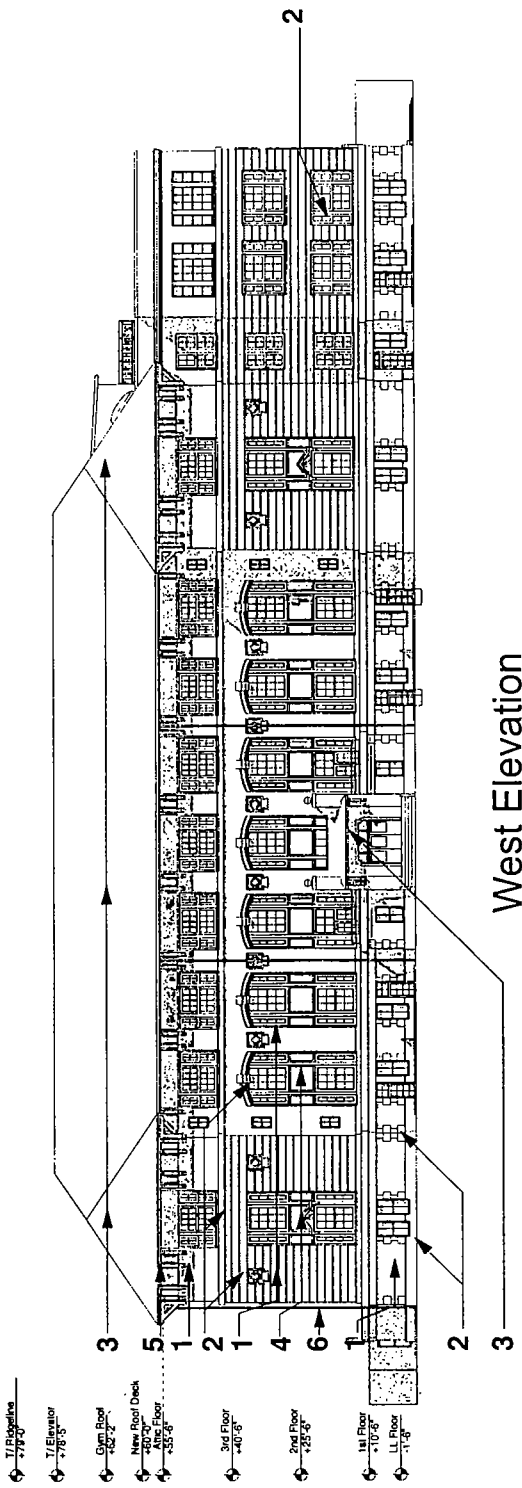 T/ Ridgeline
+79'-0"
T/ Elevator
+78'-5"
Gym Roof
+62'-2"
New Roof Deck
+60'-0"
Attic Floor
+55'-6"
3rd Floor
+40'-6"
2nd Floor
+25'-6"
1st Floor
+10'-6"
LL Floor
-1'-6"
3
5
1
2
1
4
6
1
2
3
2
West Elevation